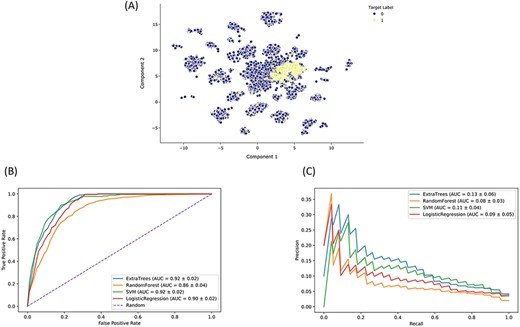 (A)
Target Label
0
1
15
10
5
0
−5
Component 2
−10
−5
0
5
10
Component 1
(B)
1.0
0.8
0.6
0.4
0.2
0.0
True Positive Rate
ExtraTrees (AUC = 0.92 ± 0.02)
RandomForest (AUC = 0.86 ± 0.04)
SVM (AUC = 0.92 ± 0.02)
LogisticRegression (AUC = 0.90 ± 0.02)
Random
0.0 0.2 0.4 0.6 0.8 1.0
False Positive Rate
(C)
ExtraTrees (AUC = 0.13 ± 0.06)
RandomForest (AUC = 0.08 ± 0.03)
SVM (AUC = 0.11 ± 0.04)
LogisticRegression (AUC = 0.09 ± 0.05)
0.35
0.30
0.25
0.20
0.15
0.10
0.05
0.00
Precision
0.0 0.2 0.4 0.6 0.8 1.0
Recall